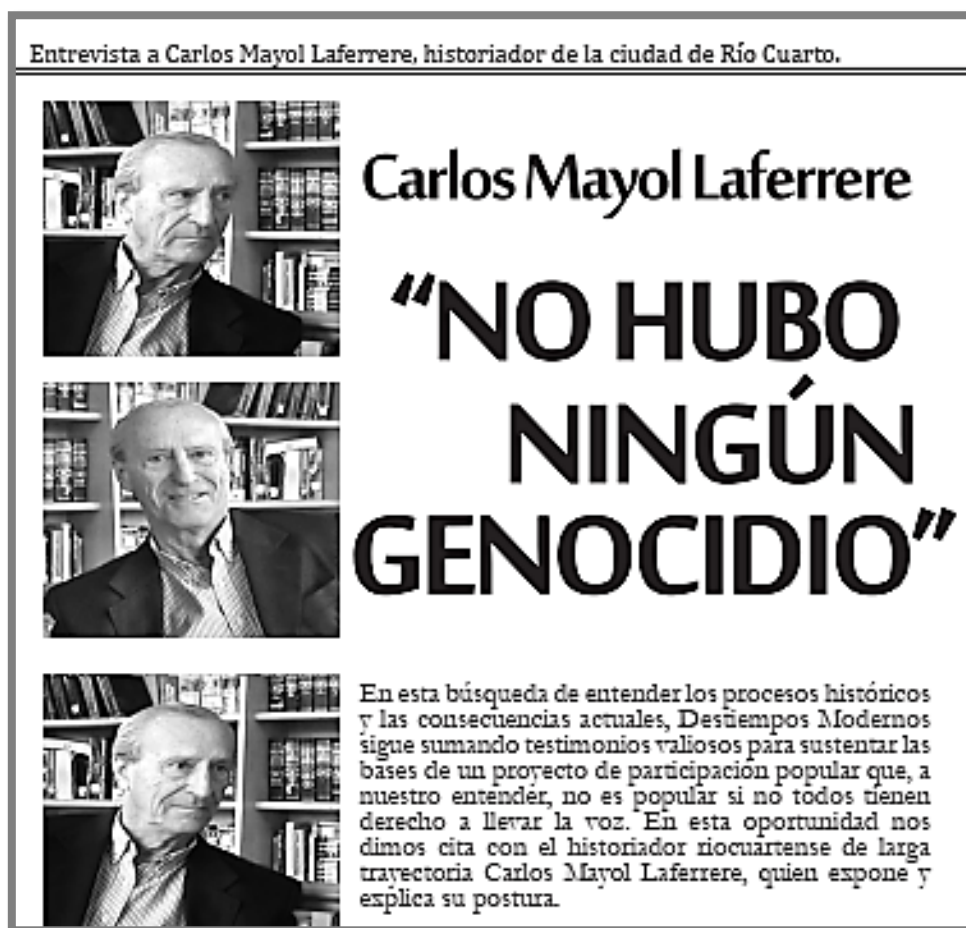 Entrevista a Carlos Mayol Laferrere, historiador de la ciudad de Río Cuarto.
Carlos Mayol Laferrere
“NO HUBO
NINGÚN
GENOCIDIO”
En esta búsqueda de entender los procesos históricos
y las consecuencias actuales, Destiempos Modernos
sigue sumando testimonios valiosos para sustentar las
bases de un proyecto de participación popular que, a
nuestro entender, no es popular si no todos tienen
derecho a llevar la voz. En esta oportunidad nos
dimos cita con el historiador riocuartense de larga
trayectoria Carlos Mayol Laferrere, quien expone y
explica su postura.